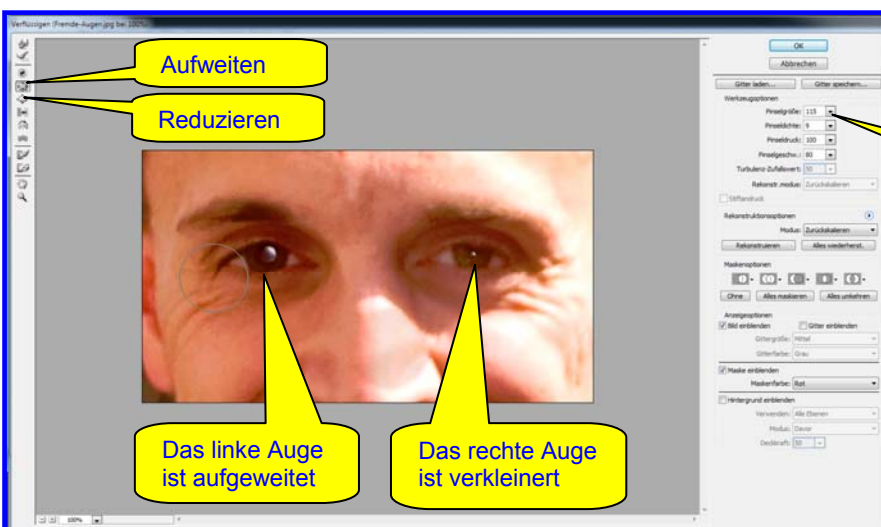 Verflüssigen (Fremde-Augen.jpg bei 100%)
Aufweiten
Reduzieren
Das linke Auge
ist aufgeweitet
Das rechte Auge
ist verkleinert
100%
OK
Abbrechen
Gitter laden... Gitter speichern...
Werkzeugoptionen
Pinselgröße: 115
Pinseldichte: 9
Pinseldruck: 100
Pinselgeschw.: 80
Turbulenz-Zufallswert: 50
Rekonstr.modus: Zurückskalieren
Stiftandruck
Rekonstruktionsoptionen
Modus: Zurückskalieren
Rekonstruieren Alles wiederherst.
Maskenoptionen
Ohne Alles maskieren Alles umkehren
Anzeigeoptionen
Bild einblenden Gitter einblenden
Gittergröße: Mittel
Gitterfarbe: Grau
Maske einblenden
Maskenfarbe: Rot
Hintergrund einblenden
Verwenden: Alle Ebenen
Modus: Davor
Deckkraft: 50